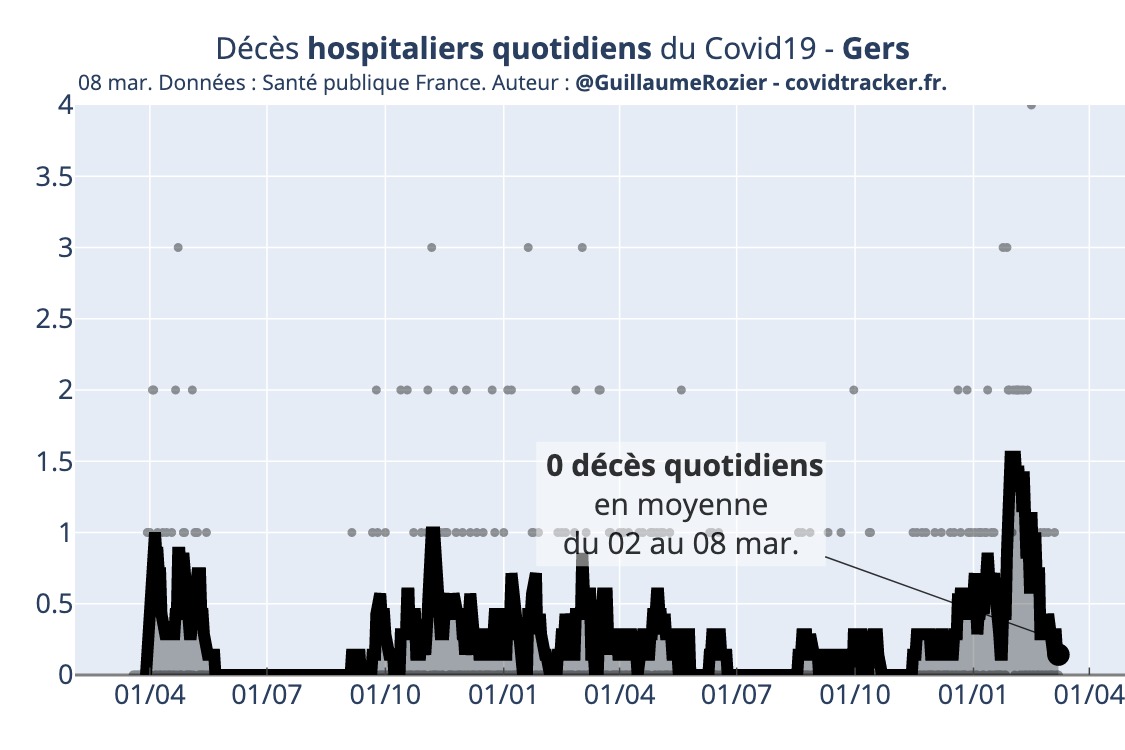 Décès hospitaliers quotidiens du Covid19 - Gers
08 mar. Données : Santé publique France. Auteur : @GuillaumeRozier - covidtracker.fr.
4
3.5
3
2.5
2
1.5
1
0.5
0
0 décès quotidiens
en moyenne
du 02 au 08 mar.
01/04 01/07 01/10 01/01 01/04 01/07 01/10 01/01 01/04